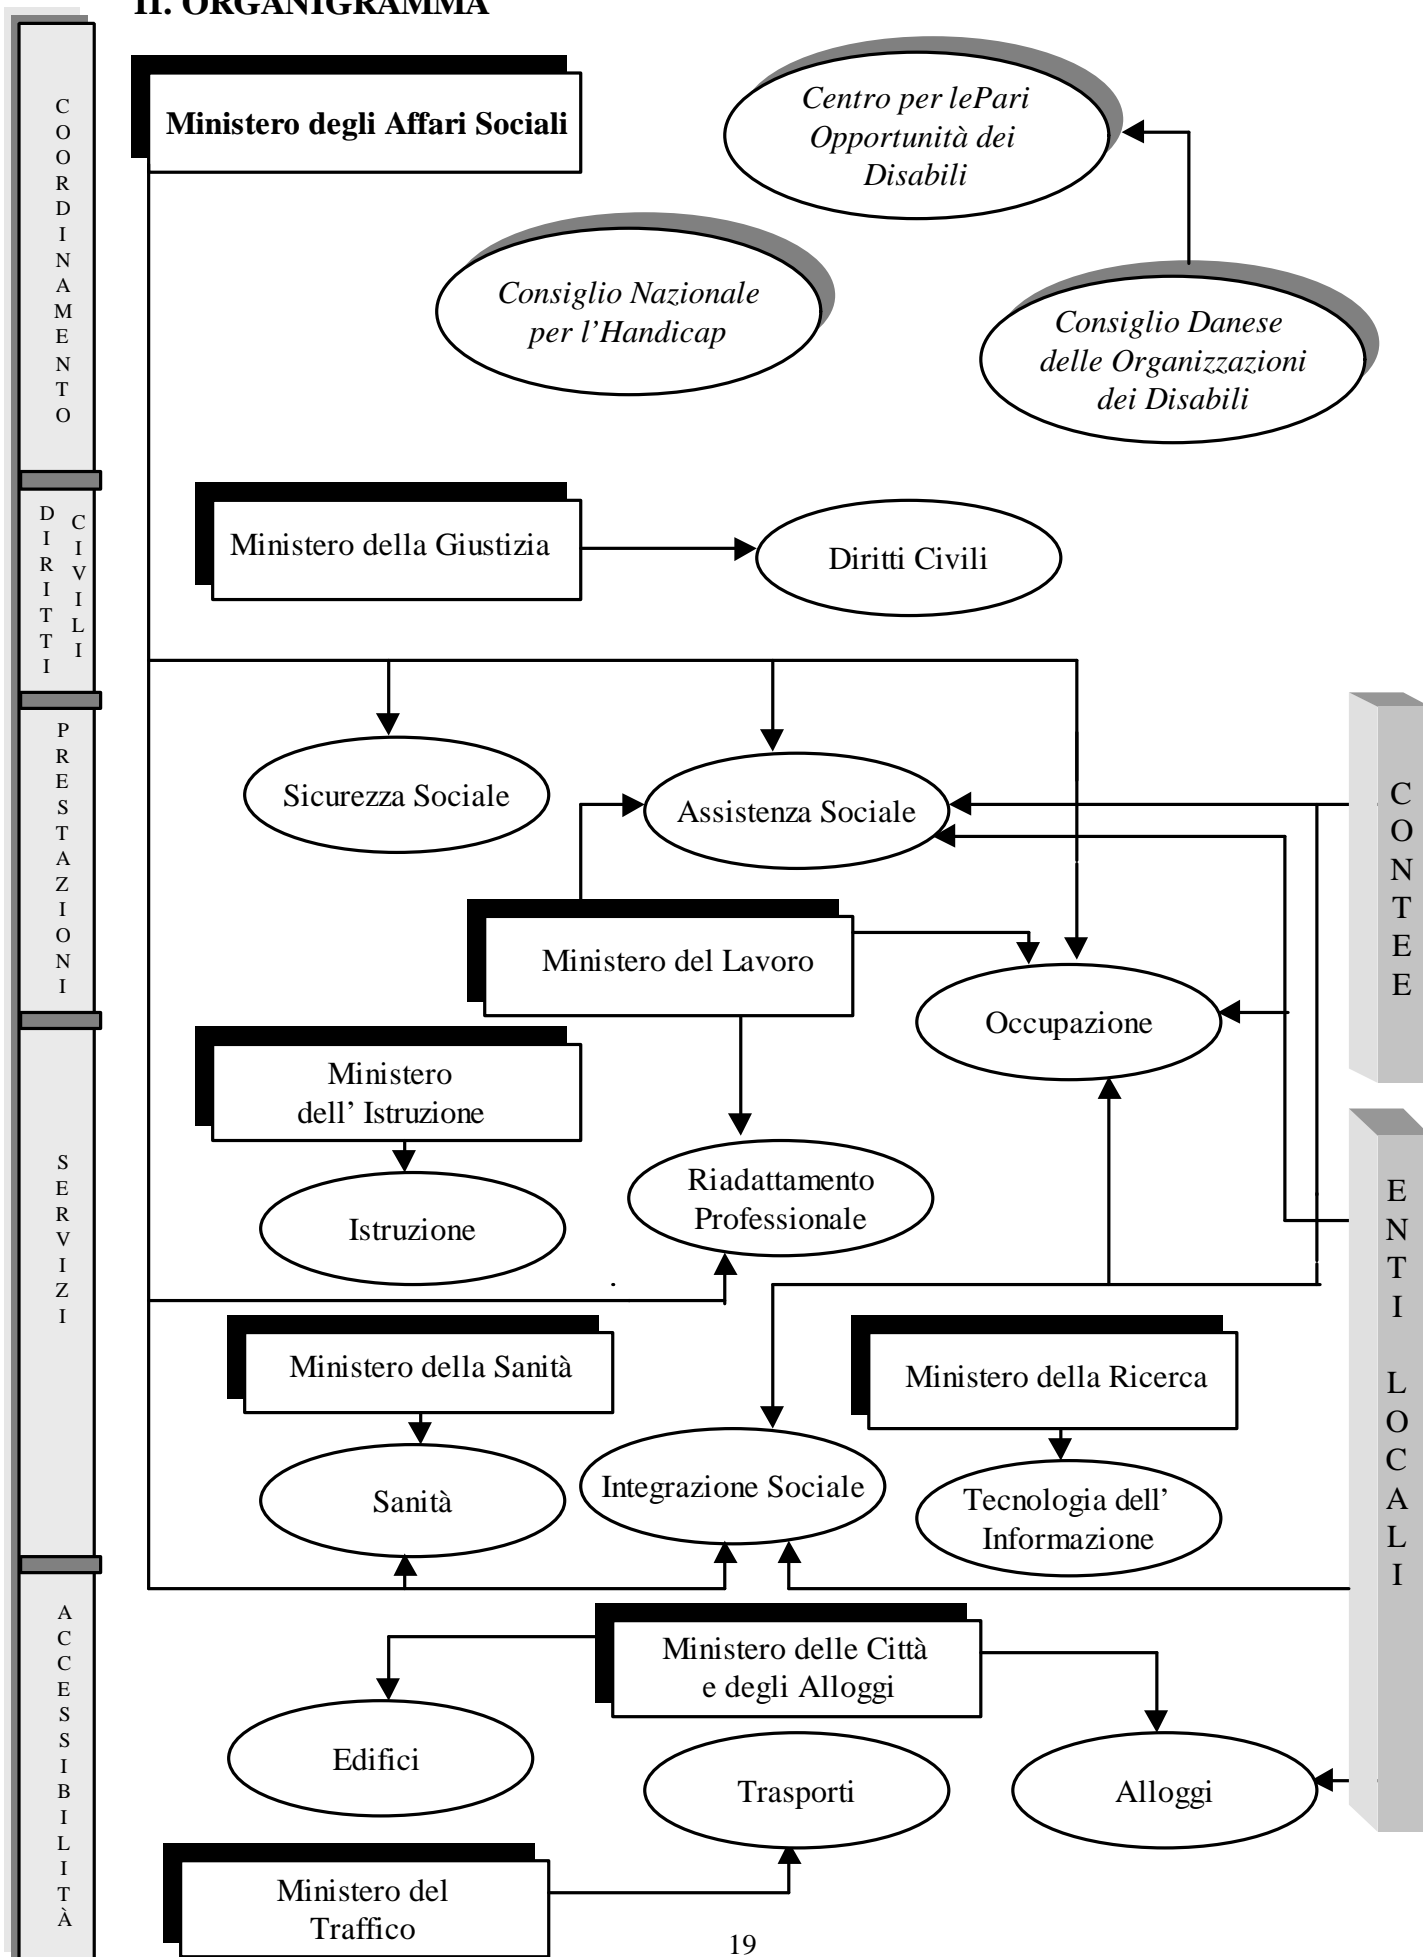 II. ORGANIGRAMMA
COORDINAMENTO
Ministero degli Affari Sociali
Centro per lePari
Opportunità dei
Disabili
Consiglio Nazionale
per l'Handicap
Consiglio Danese
delle Organizzazioni
dei Disabili
DIRITTI
CIVILI
Ministero della Giustizia
Diritti Civili
PRESTAZIONI
Sicurezza Sociale
Assistenza Sociale
CONTEE
Ministero del Lavoro
Occupazione
SERVIZI
Ministero
dell' Istruzione
Istruzione
Riadattamento
Professionale
ENTI LOCALI
Ministero della Sanità
Ministero della Ricerca
Sanità
Integrazione Sociale
Tecnologia dell'
Informazione
ACCESSIBILITÀ
Ministero delle Città
e degli Alloggi
Edifici
Trasporti
Alloggi
Ministero del
Traffico
19